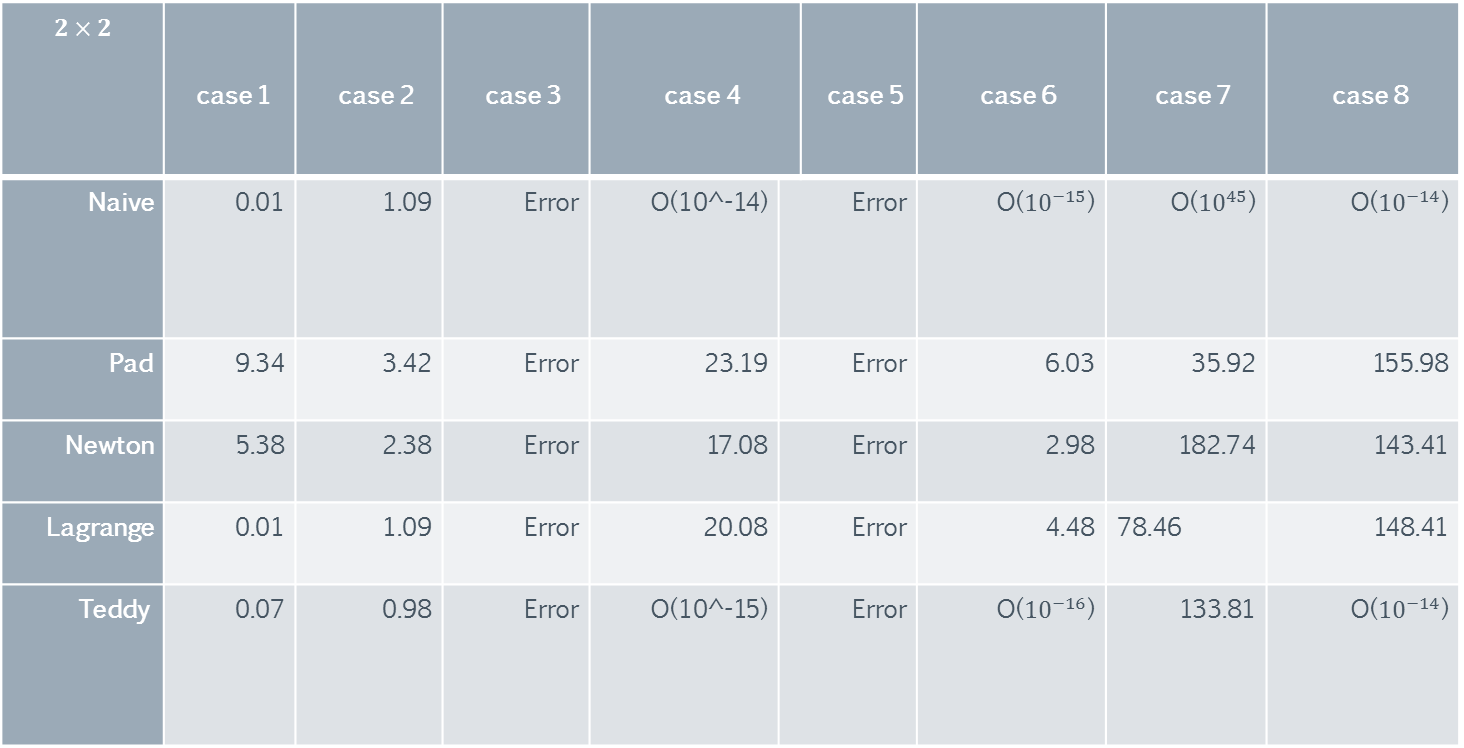 2 × 2 case 1 case 2 case 3 case 4 case 5 case 6 case 7 case 8
Naive 0.01 1.09 Error O(10^-14) Error O(10⁻¹⁵) O(10⁴⁵) O(10⁻¹⁴)
Pad 9.34 3.42 Error 23.19 Error 6.03 35.92 155.98
Newton 5.38 2.38 Error 17.08 Error 2.98 182.74 143.41
Lagrange 0.01 1.09 Error 20.08 Error 4.48 78.46 148.41
Teddy 0.07 0.98 Error O(10^-15) Error O(10⁻¹⁶) 133.81 O(10⁻¹⁴)